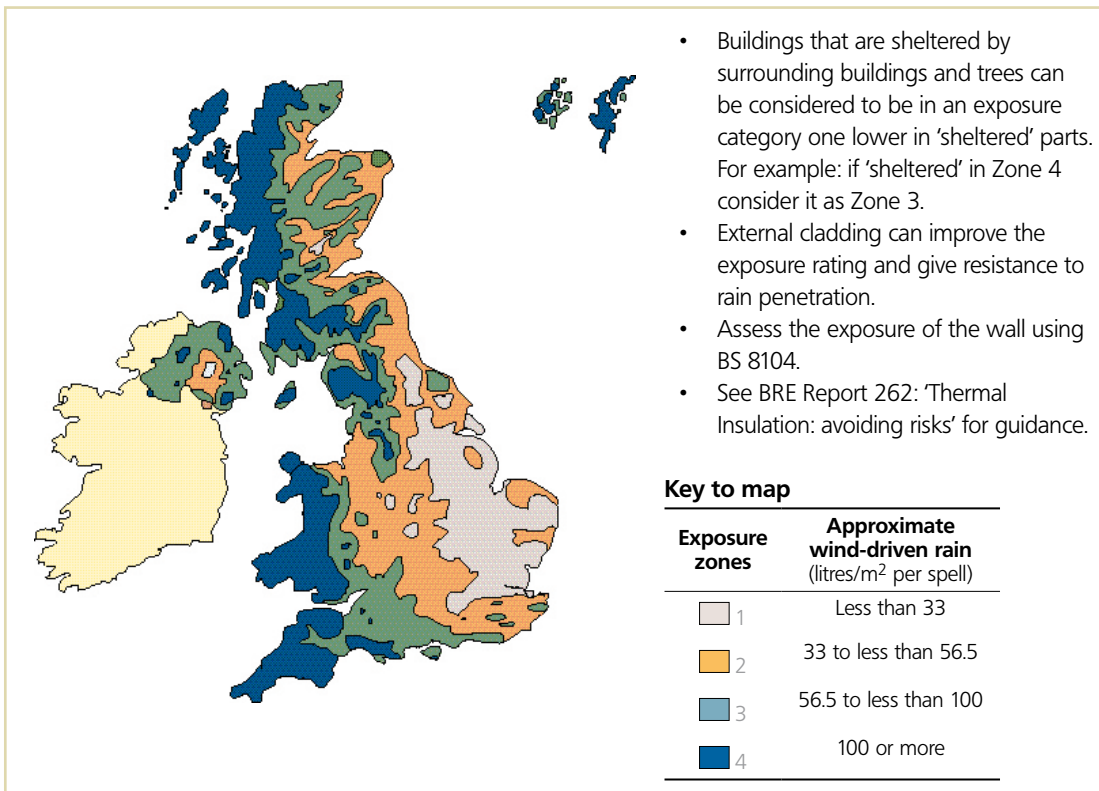 • Buildings that are sheltered by
surrounding buildings and trees can
be considered to be in an exposure
category one lower in ‘sheltered’ parts.
For example: if ‘sheltered’ in Zone 4
consider it as Zone 3.
• External cladding can improve the
exposure rating and give resistance to
rain penetration.
• Assess the exposure of the wall using
BS 8104.
• See BRE Report 262: ‘Thermal
Insulation: avoiding risks’ for guidance.
Key to map
Exposure zones Approximate wind-driven rain (litres/m² per spell)
1 Less than 33
2 33 to less than 56.5
3 56.5 to less than 100
4 100 or more